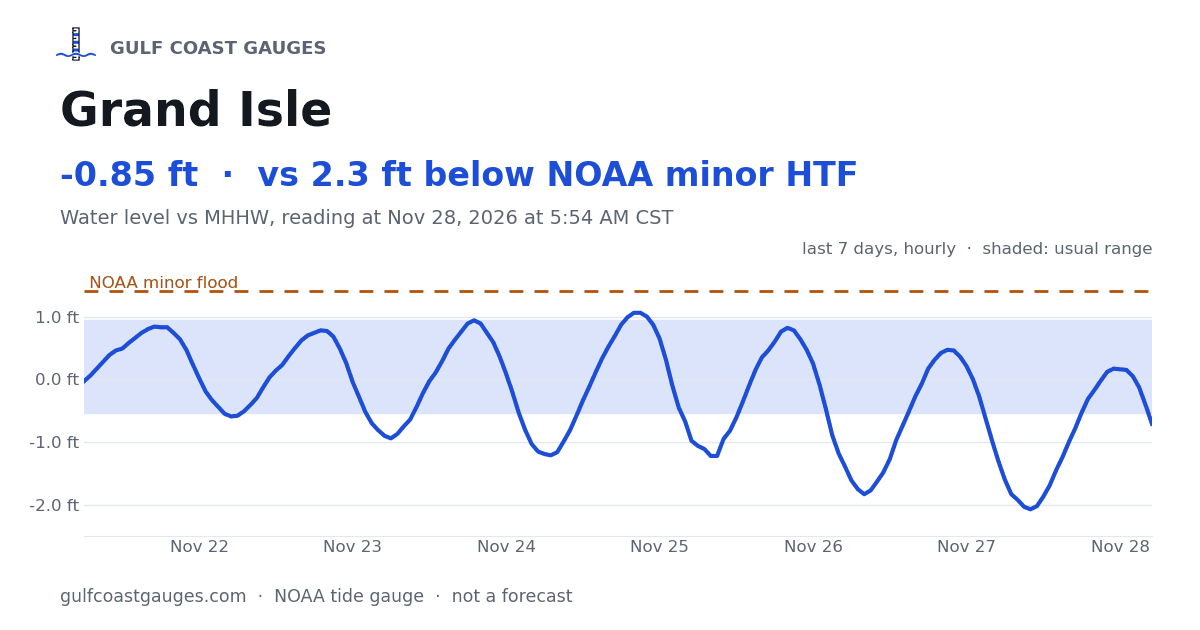 GULF COAST GAUGES
Grand Isle
-0.85 ft · vs 2.3 ft below NOAA minor HTF
Water level vs MHHW, reading at Nov 28, 2026 at 5:54 AM CST
last 7 days, hourly · shaded: usual range
NOAA minor flood
1.0 ft
0.0 ft
-1.0 ft
-2.0 ft
Nov 22 Nov 23 Nov 24 Nov 25 Nov 26 Nov 27 Nov 28
gulfcoastgauges.com · NOAA tide gauge · not a forecast